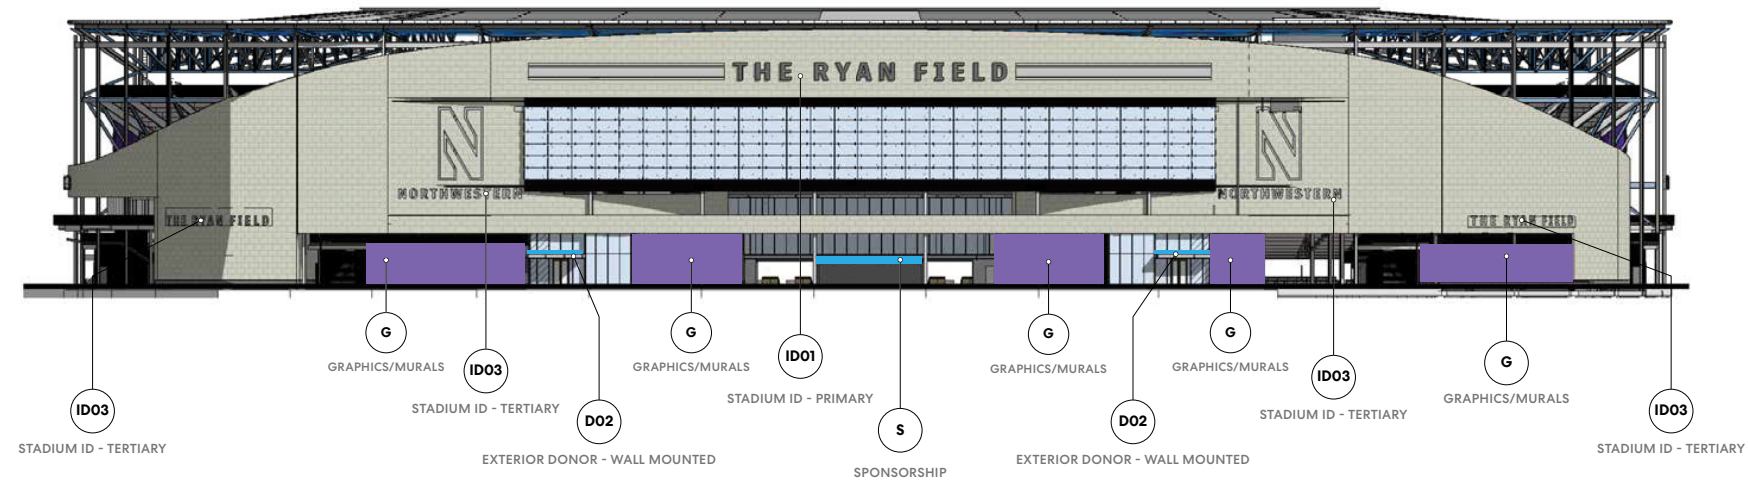 THE RYAN FIELD
N
N
NORTHWESTERN
NORTHWESTERN
THE RYAN FIELD
THE RYAN FIELD
G
GRAPHICS/MURALS
G
GRAPHICS/MURALS
ID01
STADIUM ID - PRIMARY
G
GRAPHICS/MURALS
G
GRAPHICS/MURALS
G
GRAPHICS/MURALS
ID03
STADIUM ID - TERTIARY
ID03
STADIUM ID - TERTIARY
ID03
STADIUM ID - TERTIARY
ID03
STADIUM ID - TERTIARY
D02
EXTERIOR DONOR - WALL MOUNTED
S
SPONSORSHIP
D02
EXTERIOR DONOR - WALL MOUNTED